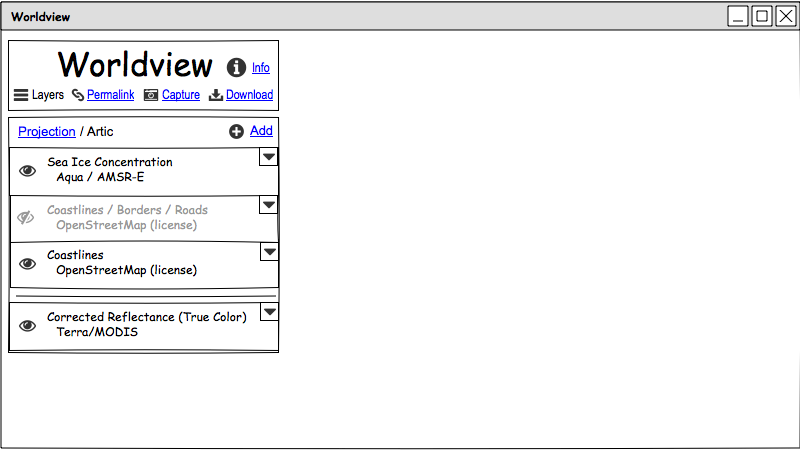 Worldview
Worldview Info
Layers Permalink Capture Download
Projection / Artic Add
Sea Ice Concentration
Aqua / AMSR-E
Coastlines / Borders / Roads
OpenStreetMap (license)
Coastlines
OpenStreetMap (license)
Corrected Reflectance (True Color)
Terra/MODIS